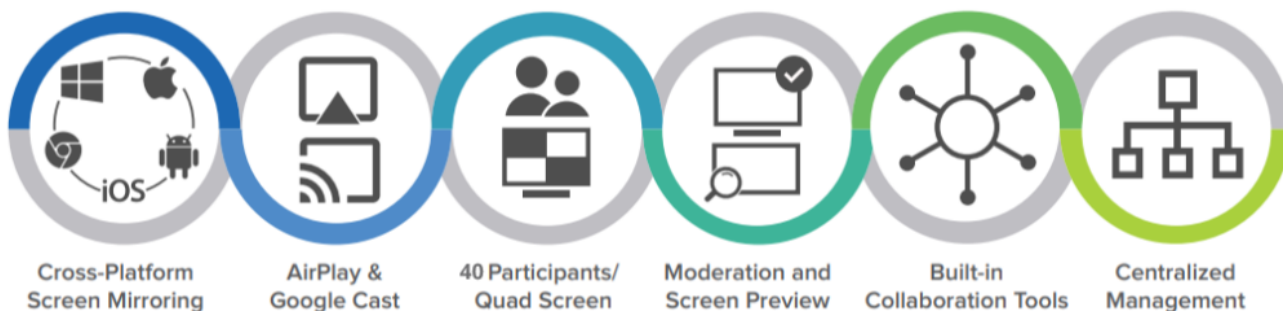 iOS
Cross-Platform
Screen Mirroring
AirPlay &
Google Cast
40 Participants/
Quad Screen
Moderation and
Screen Preview
Built-in
Collaboration Tools
Centralized
Management